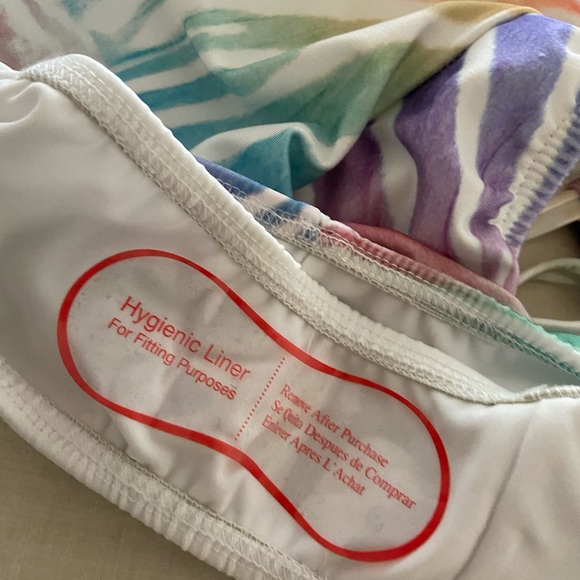 Hygienic Liner
For Fitting Purposes
Remove After Purchase
Se Quita Despues de Comprar
Enlever Apres L'Achat